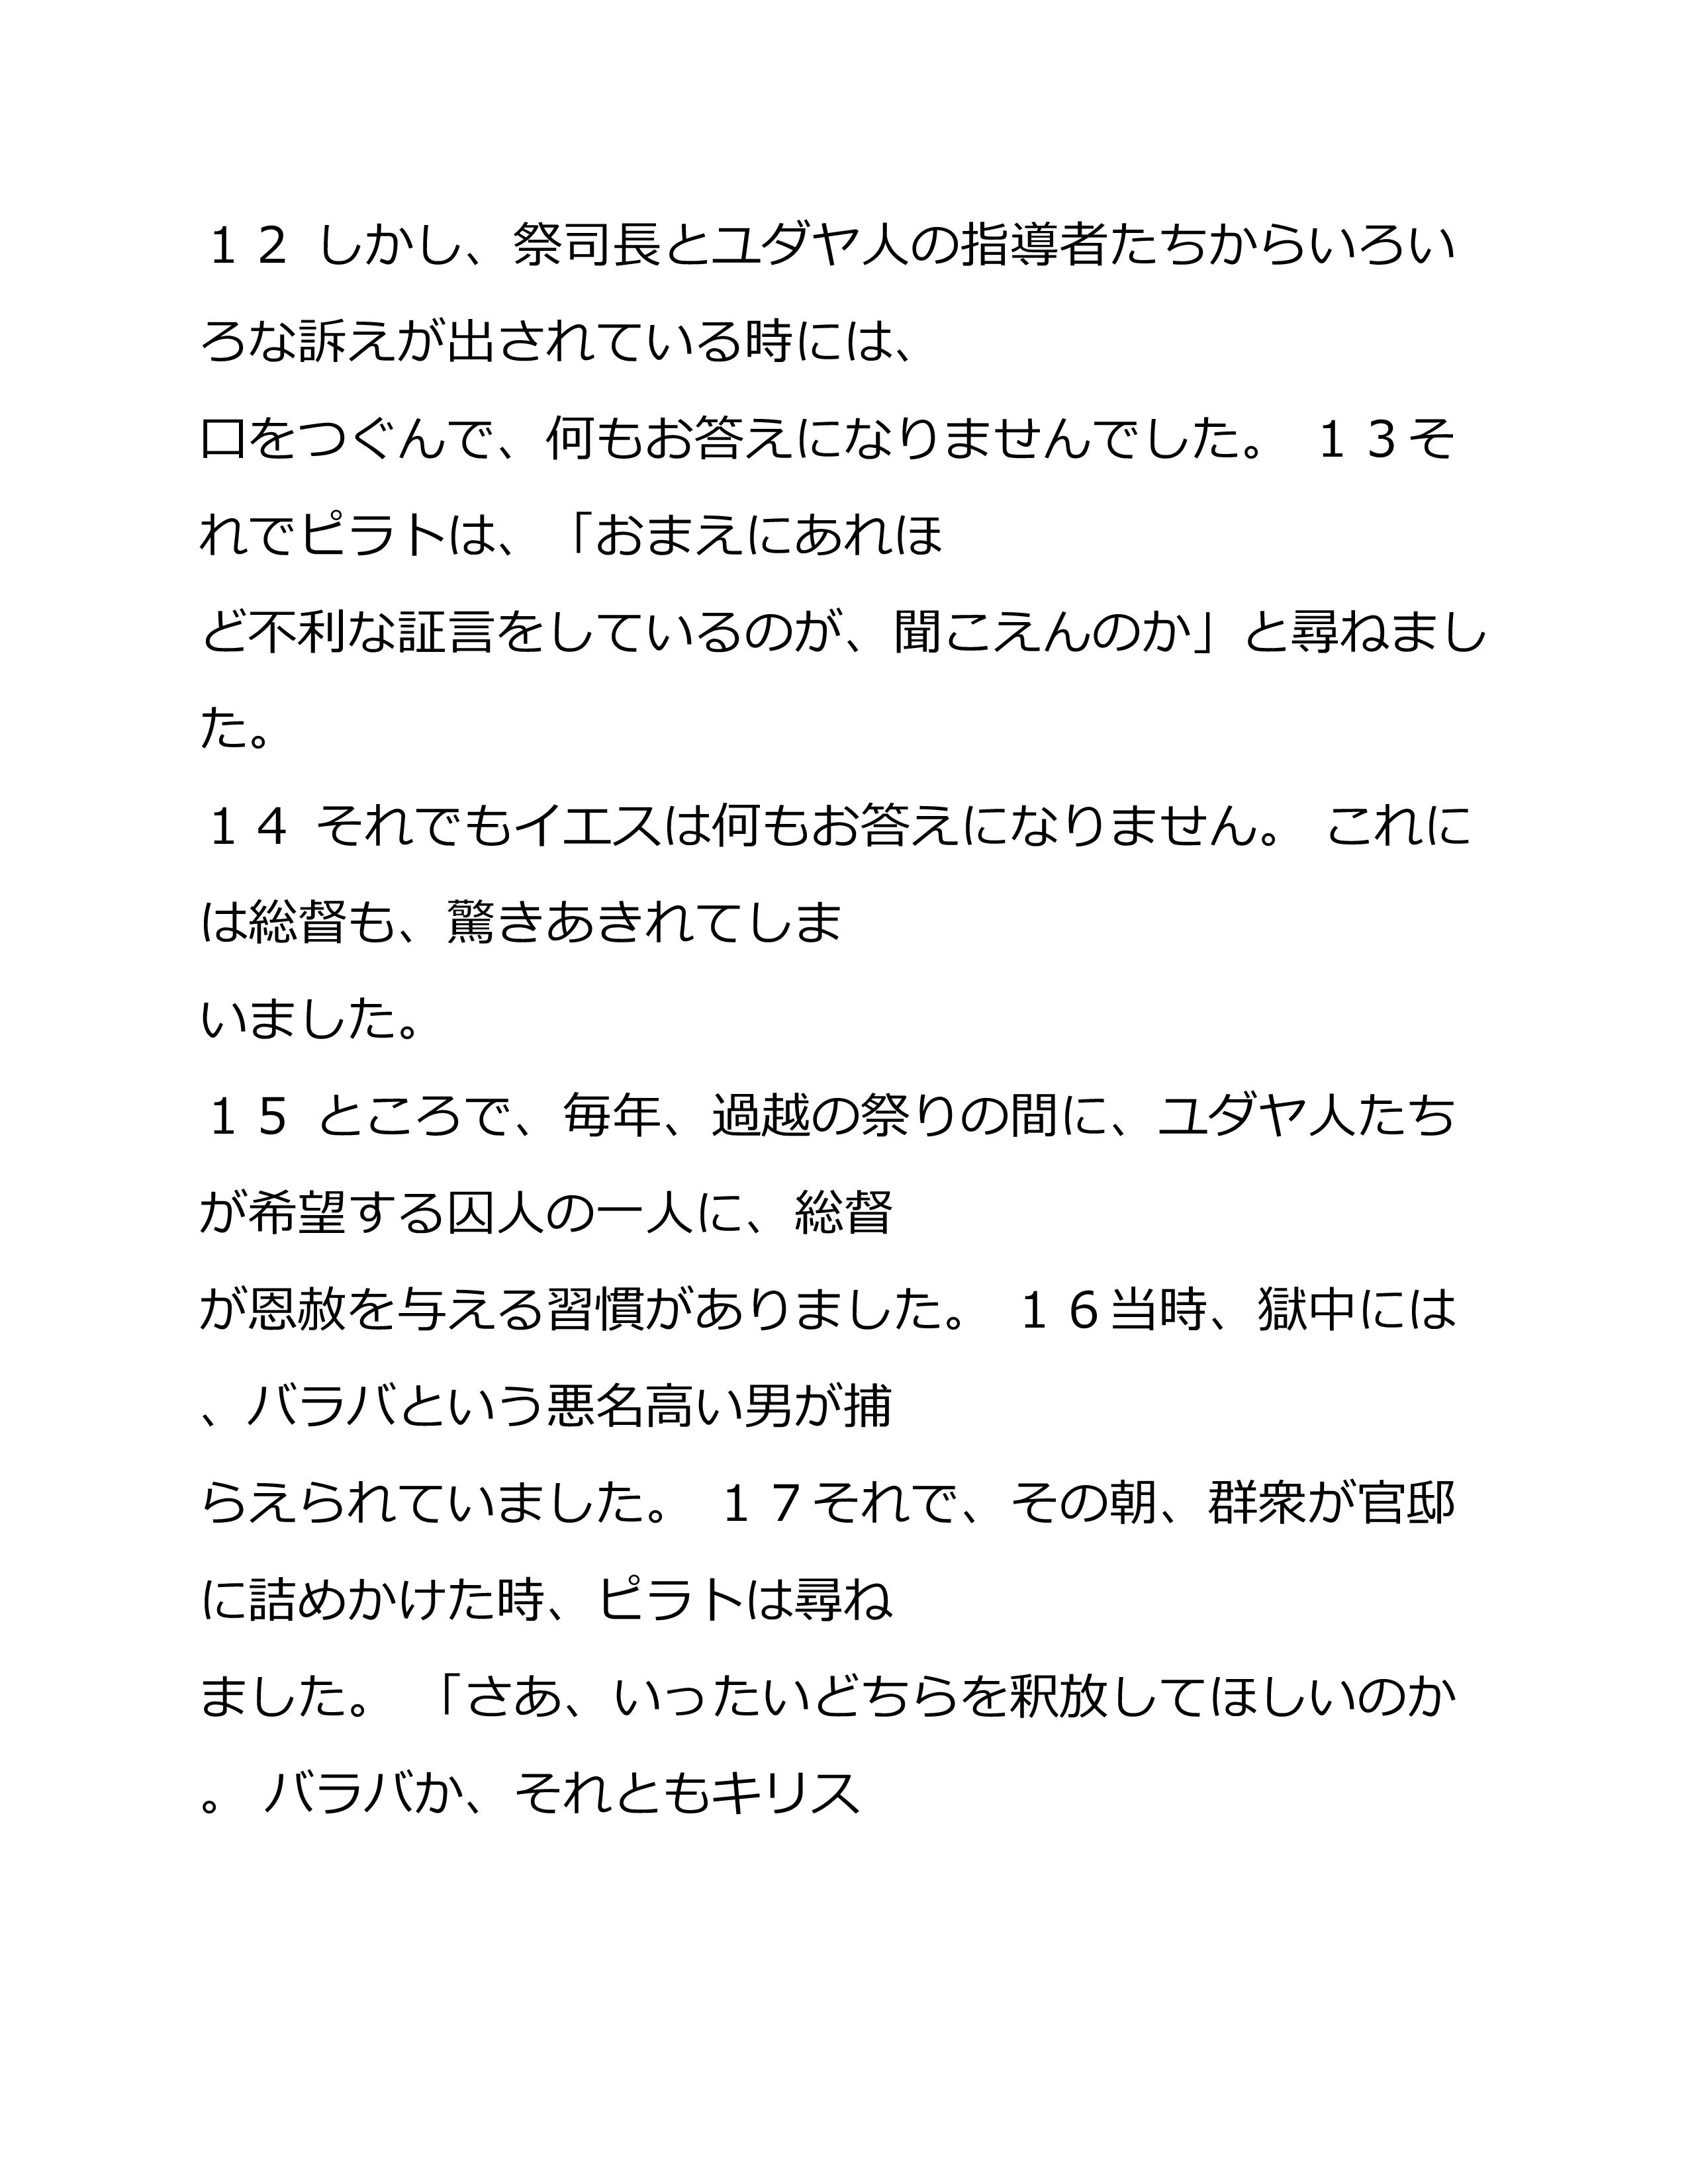 １２ しかし、祭司長とユダヤ人の指導者たちからいろい
ろな訴えが出されている時には、
口をつぐんで、何もお答えになりませんでした。 １３そ
れでピラトは、「おまえにあれほ
ど不利な証言をしているのが、聞こえんのか」と尋ねまし
た。
１４ それでもイエスは何もお答えになりません。 これに
は総督も、驚きあきれてしま
いました。
１５ ところで、毎年、過越の祭りの間に、ユダヤ人たち
が希望する囚人の一人に、総督
が恩赦を与える習慣がありました。 １６当時、獄中には
、バラバという悪名高い男が捕
らえられていました。 １７それで、その朝、群衆が官邸
に詰めかけた時、ピラトは尋ね
ました。 「さあ、いったいどちらを釈放してほしいのか
。 バラバか、それともキリス